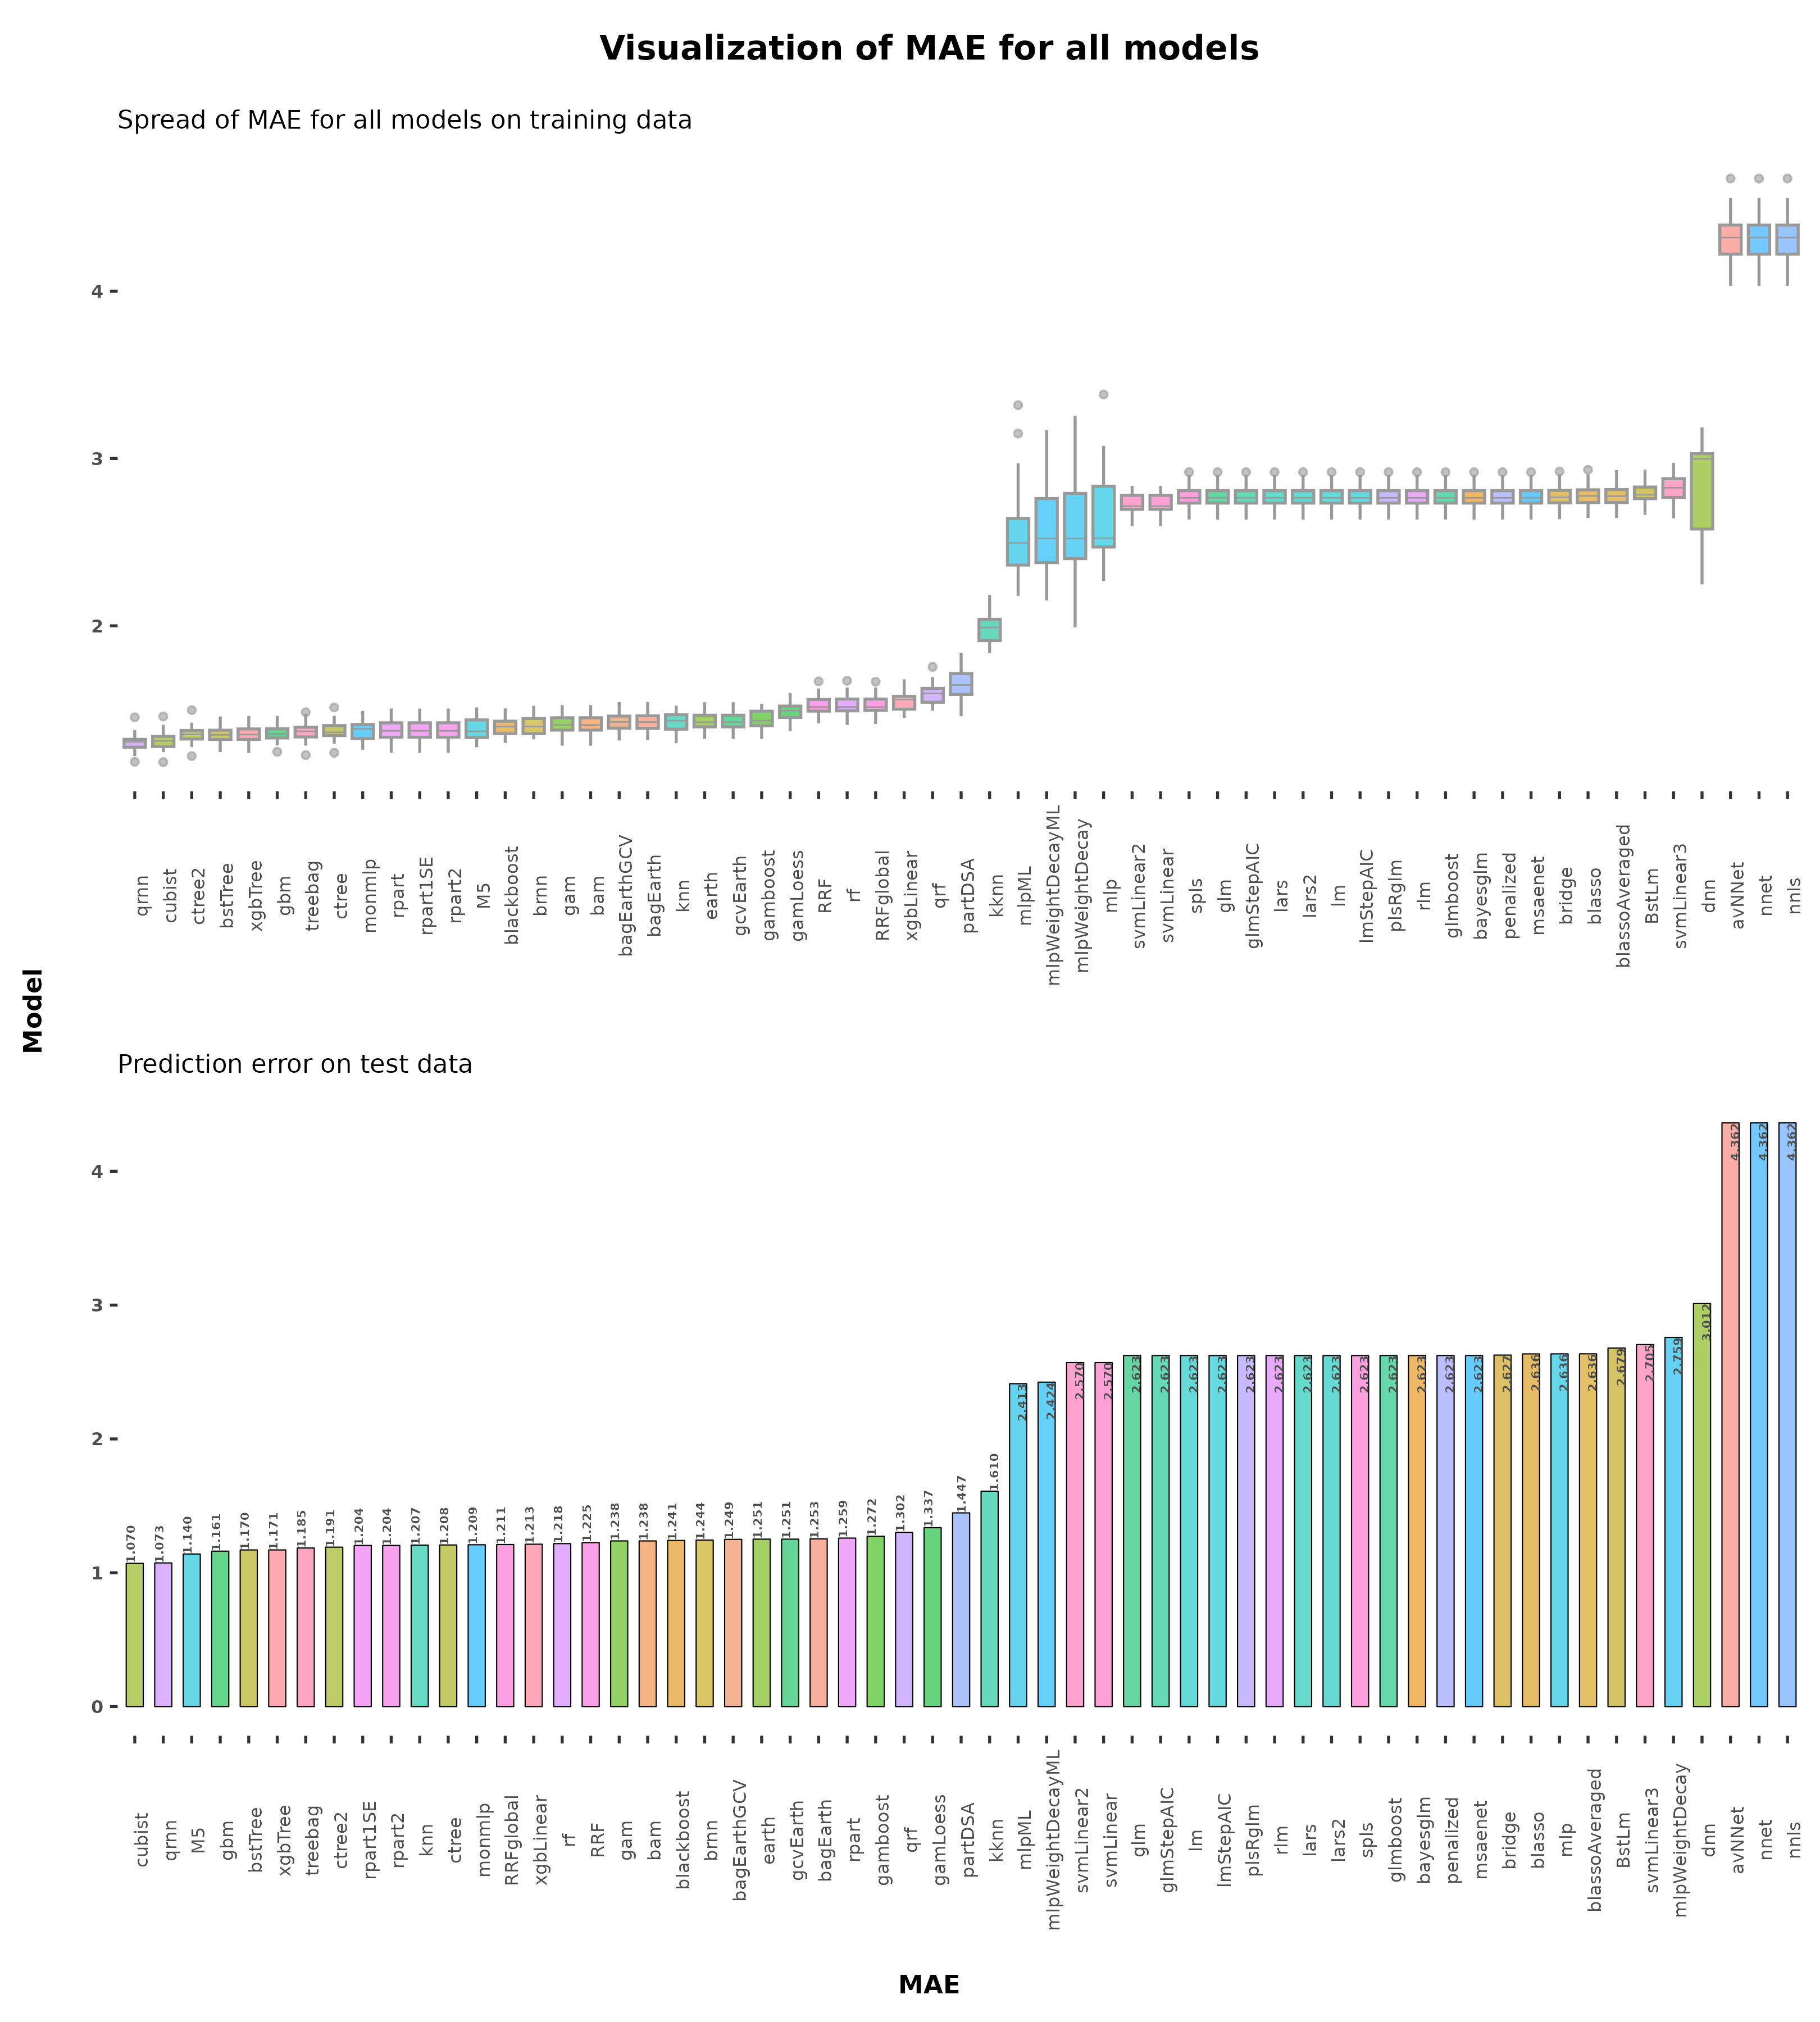 Visualization of MAE for all models
Spread of MAE for all models on training data
4
3
2
qrnn
cubist
ctree2
bstTree
xgbTree
gbm
treebag
ctree
monmlp
rpart
rpart1SE
rpart2
M5
blackboost
brnn
gam
bam
bagEarthGCV
bagEarth
knn
earth
gcvEarth
gamboost
gamLoess
RRF
rf
RRFglobal
xgbLinear
qrf
partDSA
kknn
mlpML
mlpWeightDecayML
mlpWeightDecay
mlp
svmLinear2
svmLinear
spls
glm
glmStepAIC
lars
lars2
lm
lmStepAIC
plsRglm
rlm
glmboost
bayesglm
penalized
msaenet
bridge
blasso
blassoAveraged
BstLm
svmLinear3
dnn
avNNet
nnet
nnls
Model
Prediction error on test data
4
3
2
1
0
1.070
1.073
1.140
1.161
1.170
1.171
1.185
1.191
1.204
1.204
1.207
1.208
1.209
1.211
1.213
1.218
1.225
1.238
1.238
1.241
1.244
1.249
1.251
1.251
1.253
1.259
1.272
1.302
1.337
1.447
1.610
2.413
2.424
2.570
2.570
2.623
2.623
2.623
2.623
2.623
2.623
2.623
2.623
2.623
2.623
2.623
2.623
2.623
2.627
2.636
2.636
2.636
2.679
2.705
2.759
3.012
4.362
4.362
4.362
cubist
qrnn
M5
gbm
bstTree
xgbTree
treebag
ctree2
rpart1SE
rpart2
knn
ctree
monmlp
RRFglobal
xgbLinear
rf
RRF
gam
bam
blackboost
brnn
bagEarthGCV
earth
gcvEarth
bagEarth
rpart
gamboost
qrf
gamLoess
partDSA
kknn
mlpML
mlpWeightDecayML
svmLinear2
svmLinear
glm
glmStepAIC
lm
lmStepAIC
plsRglm
rlm
lars
lars2
spls
glmboost
bayesglm
penalized
msaenet
bridge
blasso
mlp
blassoAveraged
BstLm
svmLinear3
mlpWeightDecay
dnn
avNNet
nnet
nnls
MAE